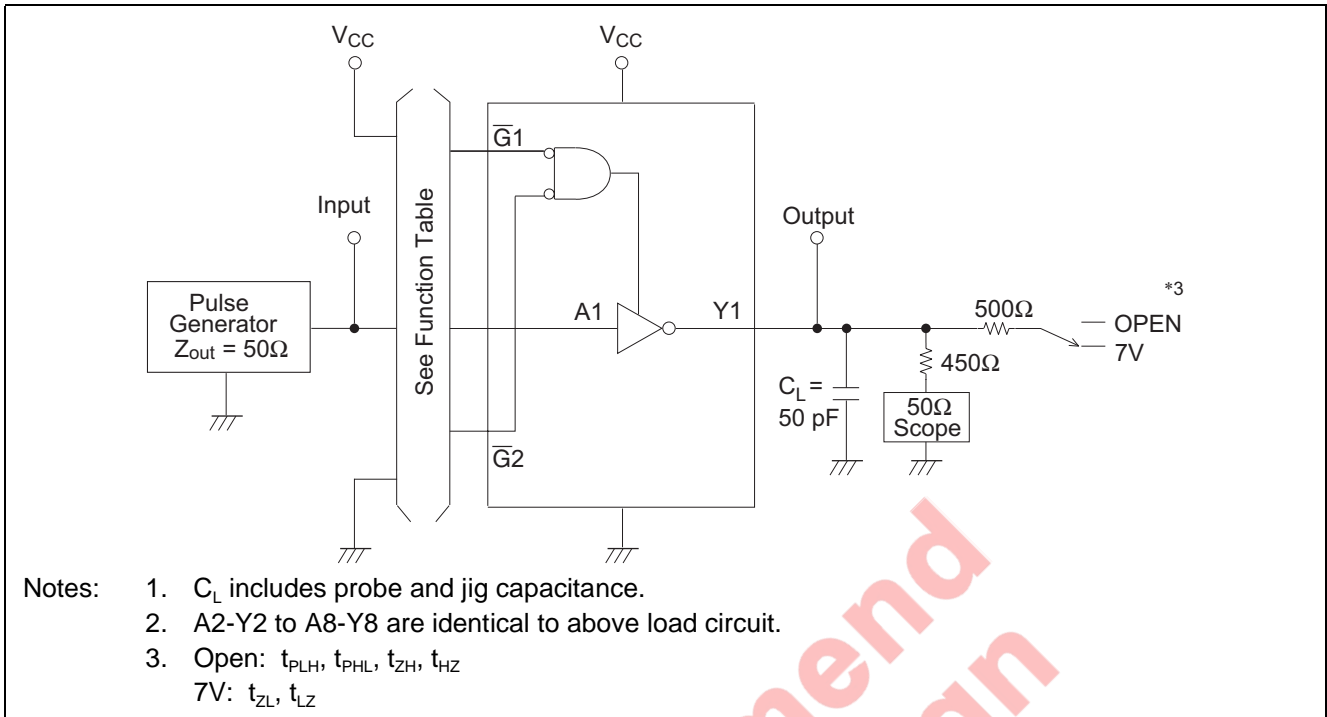 VCC
VCC
G̅1
Input
See Function Table
Output
*3
Pulse
Generator
Zout = 50Ω
A1
Y1
500Ω
OPEN
7V
450Ω
CL =
50 pF
50Ω
Scope
G̅2
Notes: 1. CL includes probe and jig capacitance.
2. A2-Y2 to A8-Y8 are identical to above load circuit.
3. Open: tPLH, tPHL, tZH, tHZ
7V: tZL, tLZ